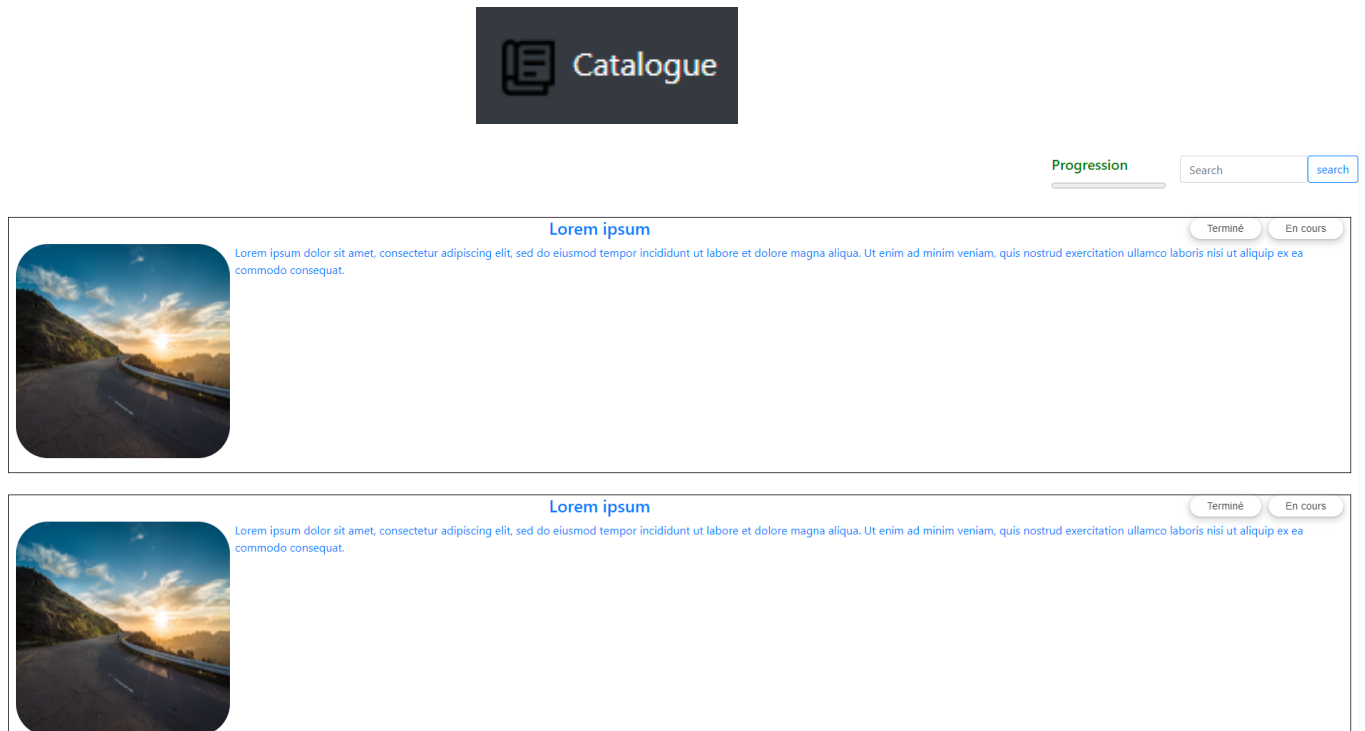 Catalogue
Progression
Search
search
Lorem ipsum
Terminé
En cours
Lorem ipsum dolor sit amet, consectetur adipiscing elit, sed do eiusmod tempor incididunt ut labore et dolore magna aliqua. Ut enim ad minim veniam, quis nostrud exercitation ullamco laboris nisi ut aliquip ex ea
commodo consequat.
Lorem ipsum
Terminé
En cours
Lorem ipsum dolor sit amet, consectetur adipiscing elit, sed do eiusmod tempor incididunt ut labore et dolore magna aliqua. Ut enim ad minim veniam, quis nostrud exercitation ullamco laboris nisi ut aliquip ex ea
commodo consequat.